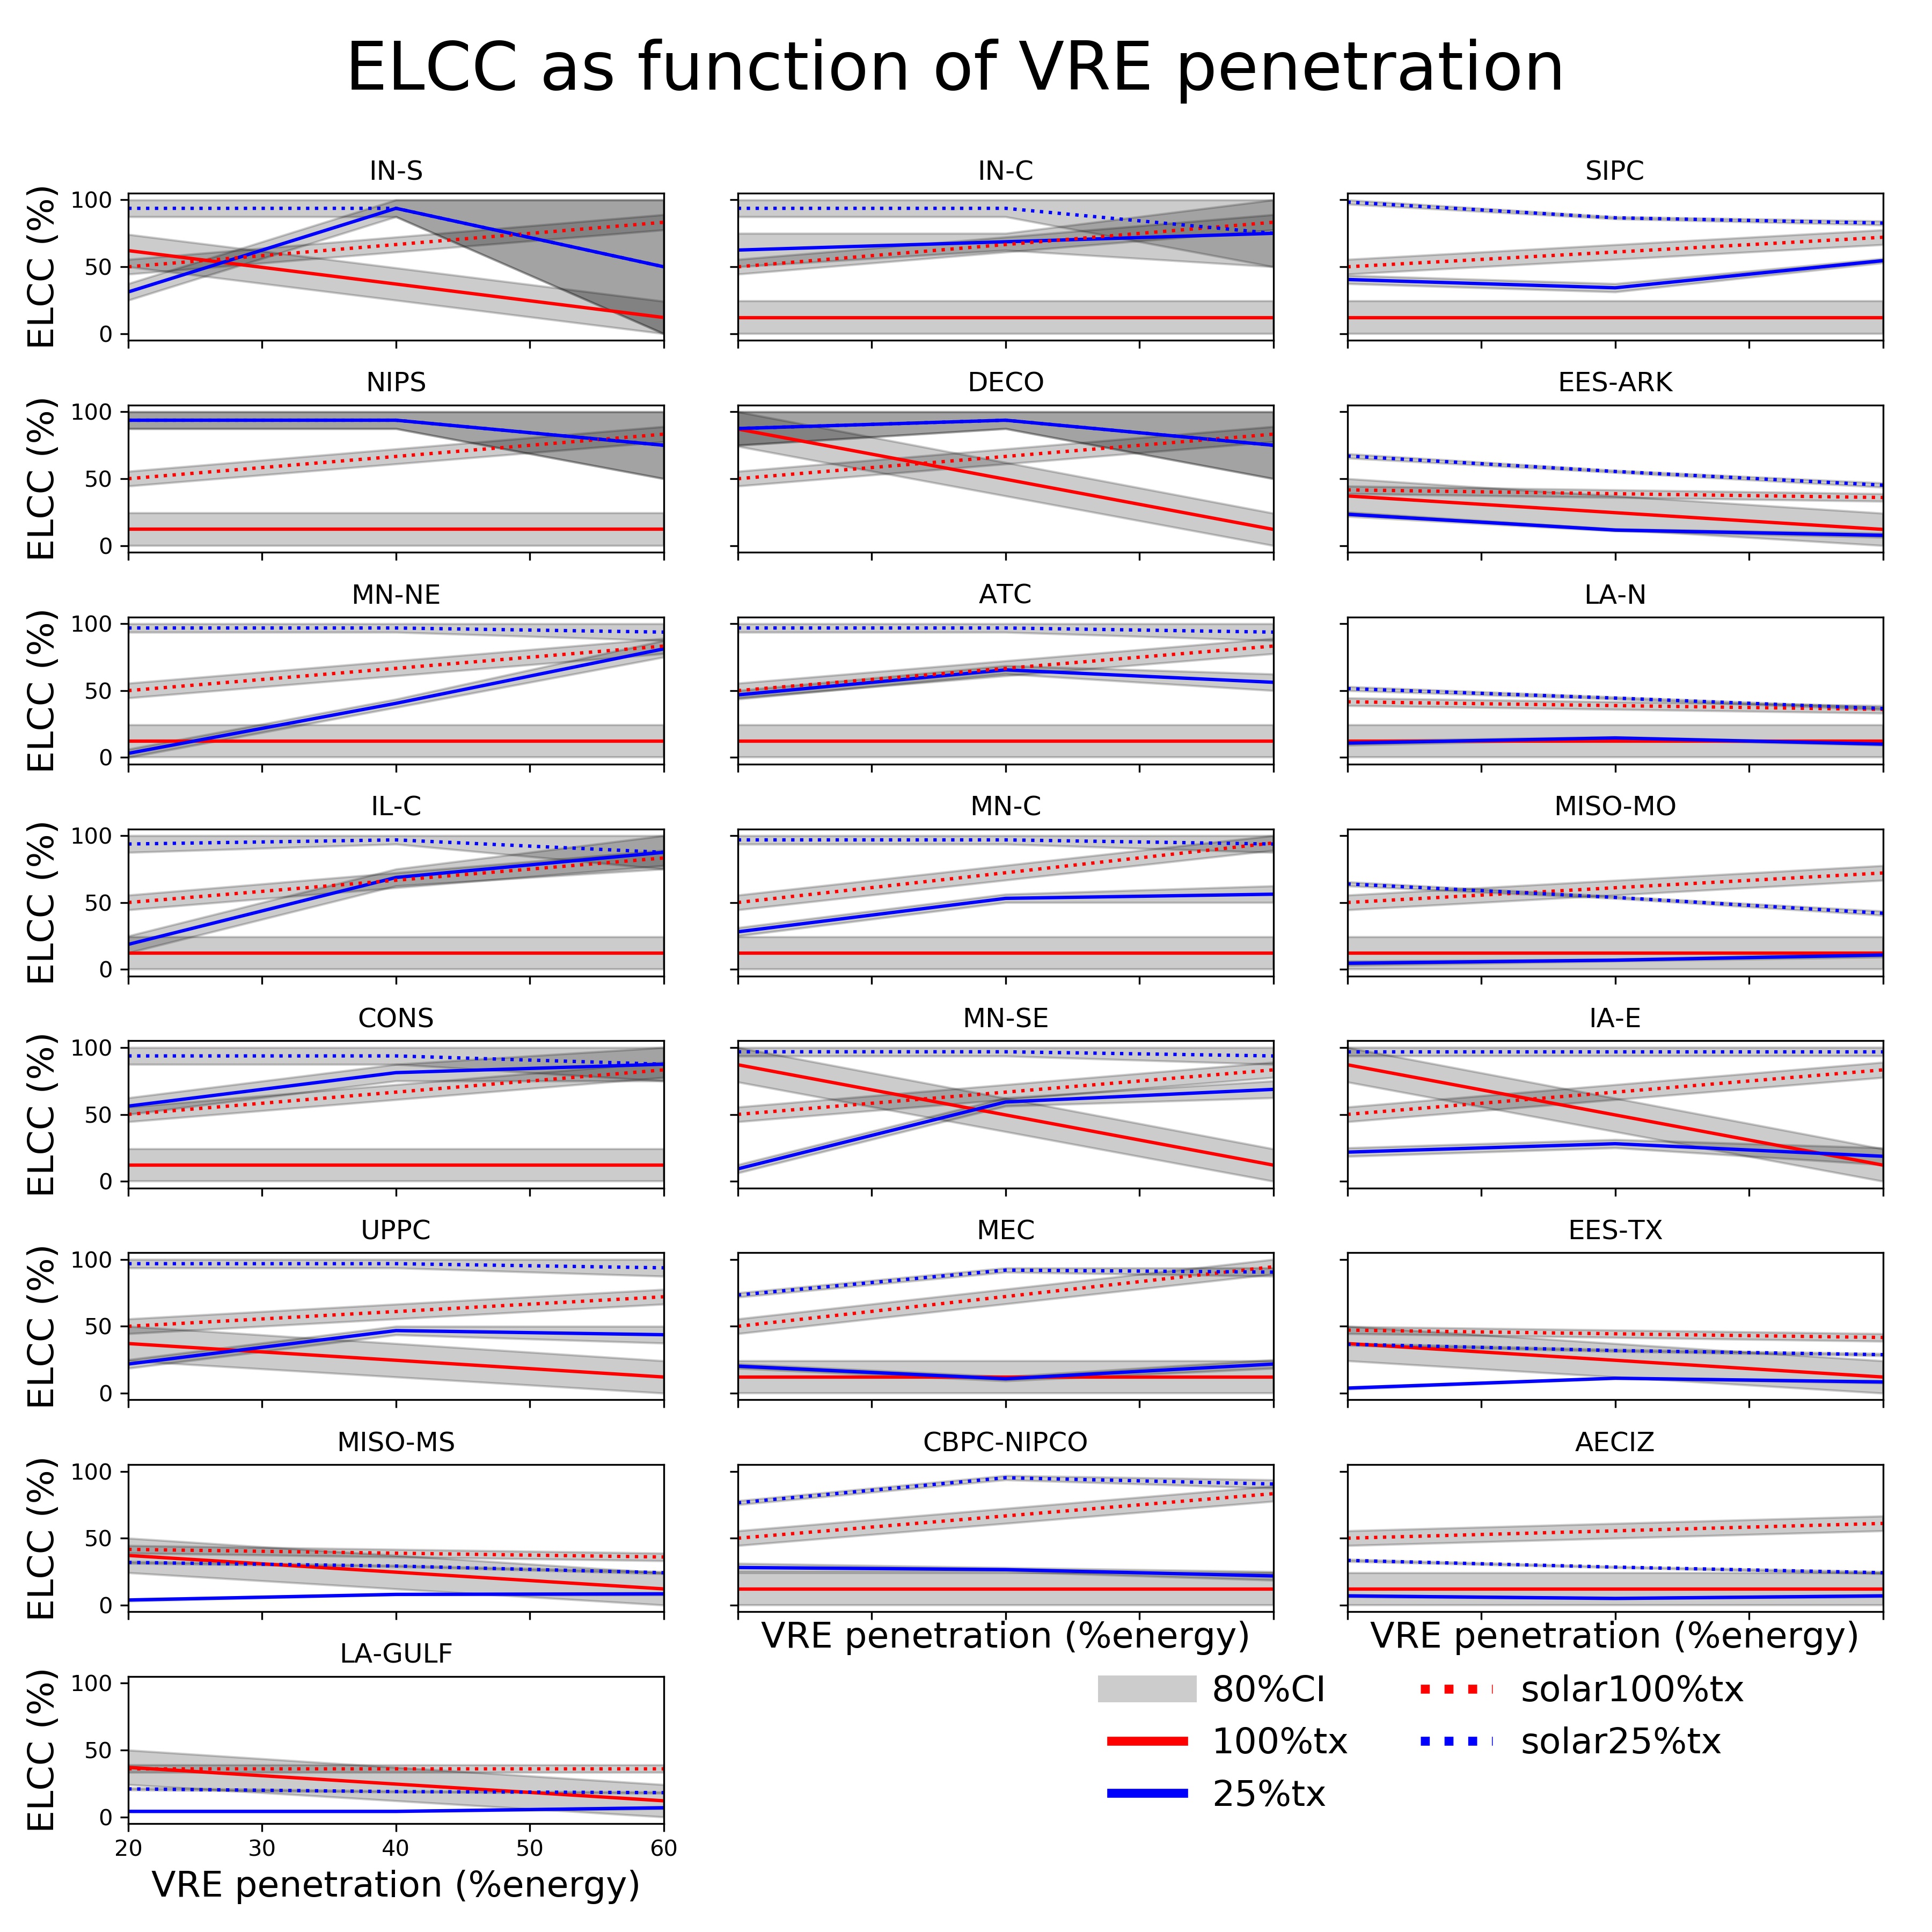 ELCC as function of VRE penetration
IN-S
IN-C
SIPC
ELCC (%)
100
50
0
NIPS
DECO
EES-ARK
ELCC (%)
100
50
0
MN-NE
ATC
LA-N
ELCC (%)
100
50
0
IL-C
MN-C
MISO-MO
ELCC (%)
100
50
0
CONS
MN-SE
IA-E
ELCC (%)
100
50
0
UPPC
MEC
EES-TX
ELCC (%)
100
50
0
MISO-MS
CBPC-NIPCO
AECIZ
ELCC (%)
100
50
0
VRE penetration (%energy)
VRE penetration (%energy)
LA-GULF
ELCC (%)
100
50
0
20 30 40 50 60
VRE penetration (%energy)
80%CI
100%tx
25%tx
solar100%tx
solar25%tx